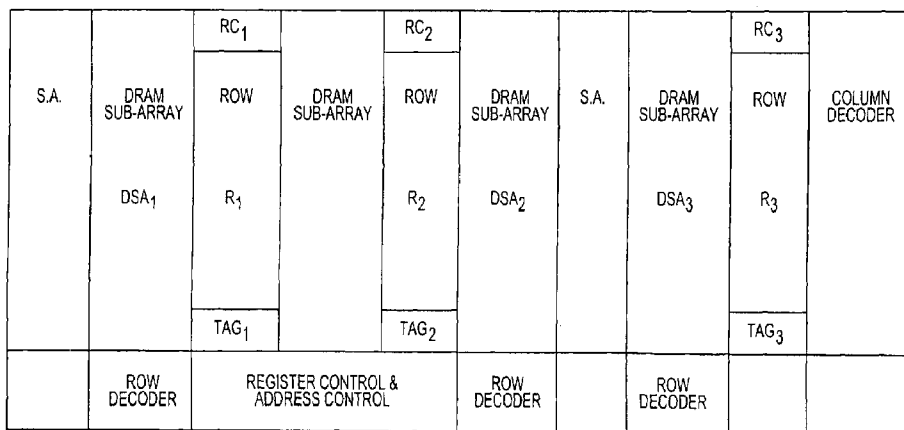 RC1
RC2
RC3
S.A.
DRAM
SUB-ARRAY
ROW
DRAM
SUB-ARRAY
ROW
DRAM
SUB-ARRAY
S.A.
DRAM
SUB-ARRAY
ROW
COLUMN
DECODER
DSA1
R1
R2
DSA2
DSA3
R3
TAG1
TAG2
TAG3
ROW
DECODER
REGISTER CONTROL &
ADDRESS CONTROL
ROW
DECODER
ROW
DECODER